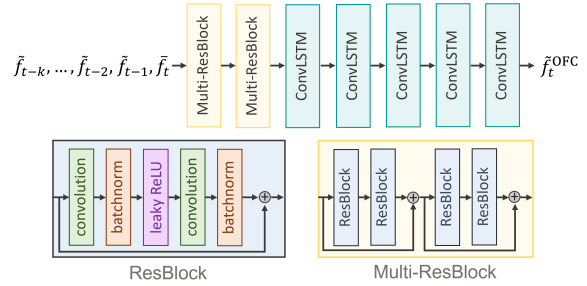 f̃t−k, …, f̃t−2, f̃t−1, f̄t
Multi-ResBlock
Multi-ResBlock
ConvLSTM
ConvLSTM
ConvLSTM
ConvLSTM
ConvLSTM
f̃tOFC
convolution
batchnorm
leaky ReLU
convolution
batchnorm
+
ResBlock
ResBlock
ResBlock
+
ResBlock
ResBlock
+
Multi-ResBlock